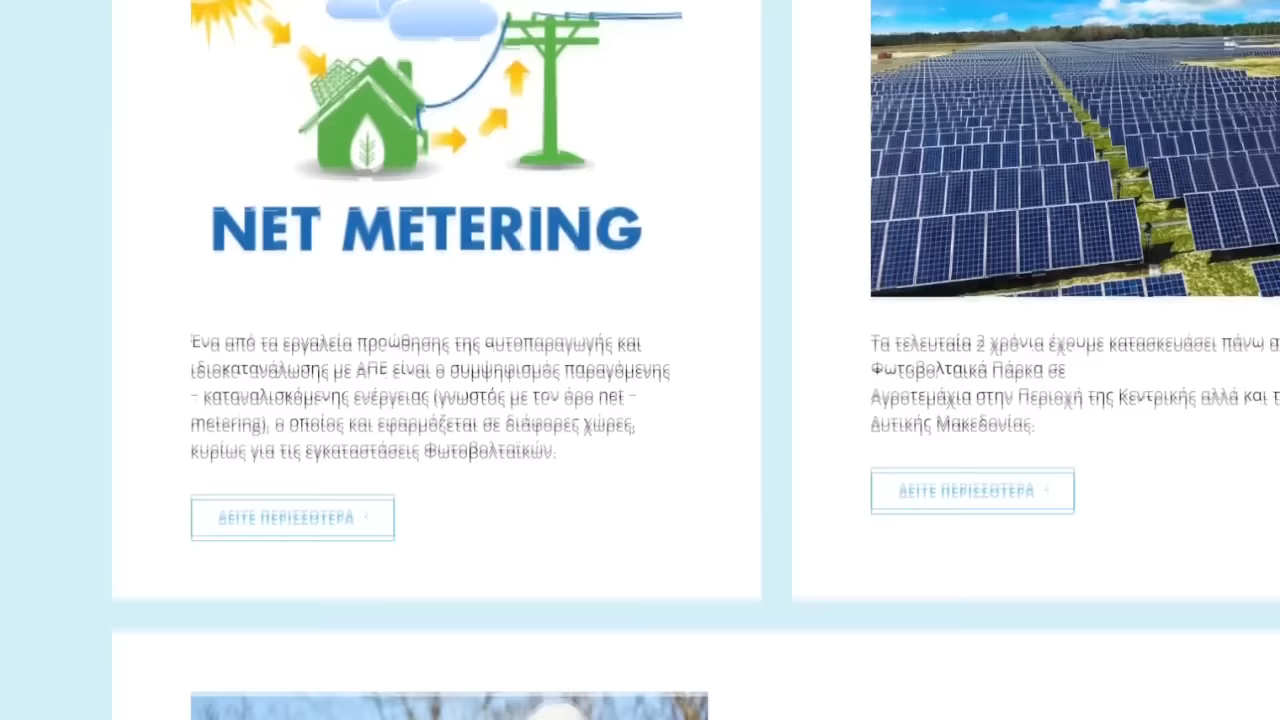 NET METERING
Ένα από τα εργαλεία προώθησης της αυτοπαραγωγής και
ιδιοκατανάλωσης με ΑΠΕ είναι ο συμψηφισμός παραγόμενης
– καταναλισκόμενης ενέργειας (γνωστός με τον όρο net –
metering), ο οποίος και εφαρμόζεται σε διάφορες χώρες,
κυρίως για τις εγκαταστάσεις Φωτοβολταϊκών.
ΔΕΙΤΕ ΠΕΡΙΣΣΟΤΕΡΑ
Τα τελευταία 2 χρόνια έχουμε κατασκευάσει πάνω
Φωτοβολταικά Πάρκα σε
Αγροτεμάχια στην Περιοχή της Κεντρικής αλλά και
Δυτικής Μακεδονίας.
ΔΕΙΤΕ ΠΕΡΙΣΣΟΤΕΡΑ